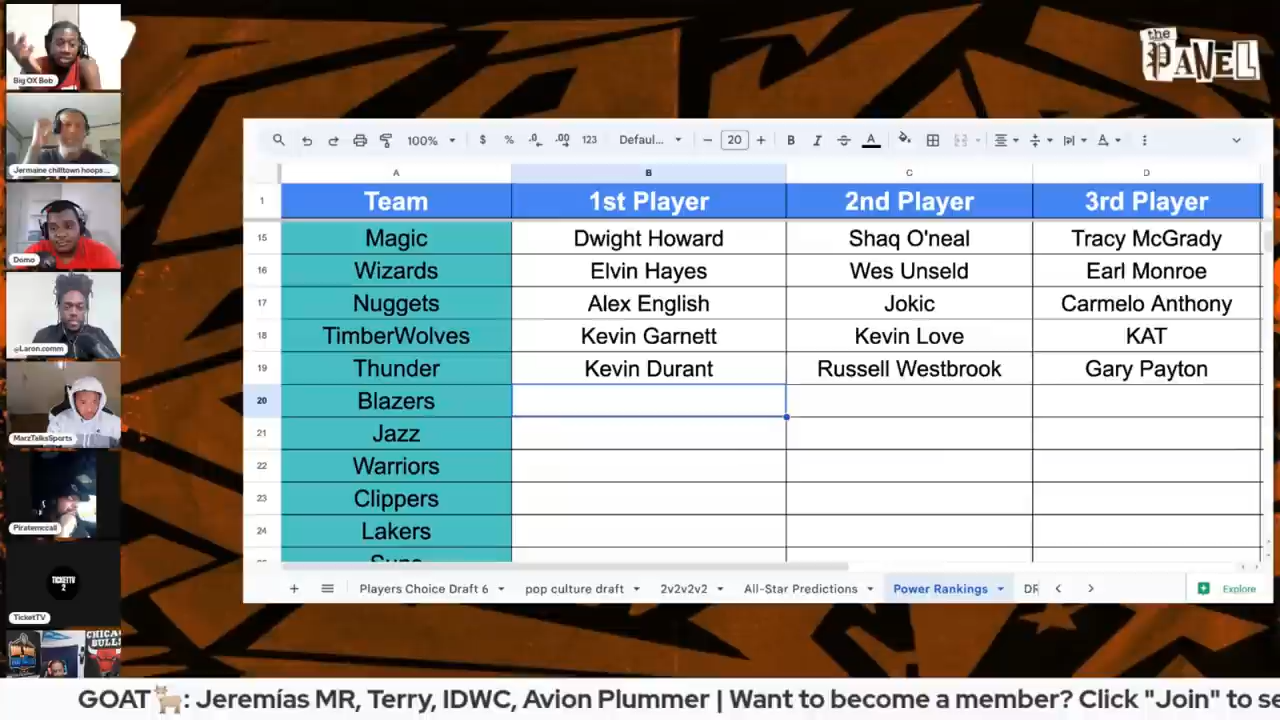 the
PANEL
Big OX Bob
Jermaine chilltown hoops ...
Domo
@Laron.comm
MarzTalksSports
Piratemccall
TICKETTV
2
TicketTV
CHICAGO
BULLS
100%
$ % .0 .00 123 Defaul... 20 B I A
A B C D
1 Team 1st Player 2nd Player 3rd Player
15 Magic Dwight Howard Shaq O'neal Tracy McGrady
16 Wizards Elvin Hayes Wes Unseld Earl Monroe
17 Nuggets Alex English Jokic Carmelo Anthony
18 TimberWolves Kevin Garnett Kevin Love KAT
19 Thunder Kevin Durant Russell Westbrook Gary Payton
20 Blazers
21 Jazz
22 Warriors
23 Clippers
24 Lakers
Suns
Players Choice Draft 6 pop culture draft 2v2v2v2 All-Star Predictions Power Rankings DR Explore
GOAT🐐: Jeremías MR, Terry, IDWC, Avion Plummer | Want to become a member? Click "Join" to se